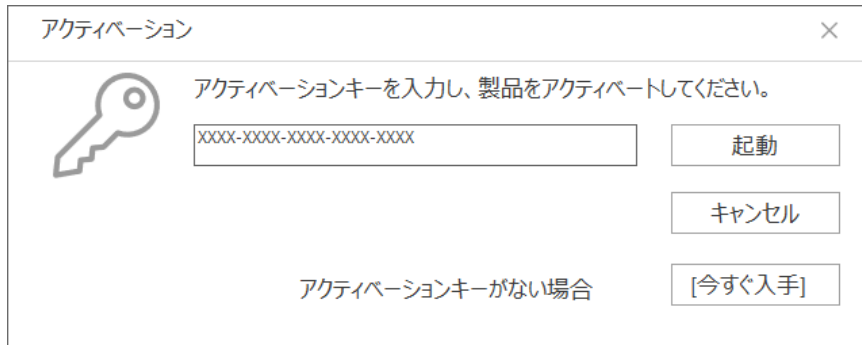 アクティベーション
アクティベーションキーを入力し、製品をアクティベートしてください。
XXXX-XXXX-XXXX-XXXX-XXXX
起動
キャンセル
アクティベーションキーがない場合
[今すぐ入手]